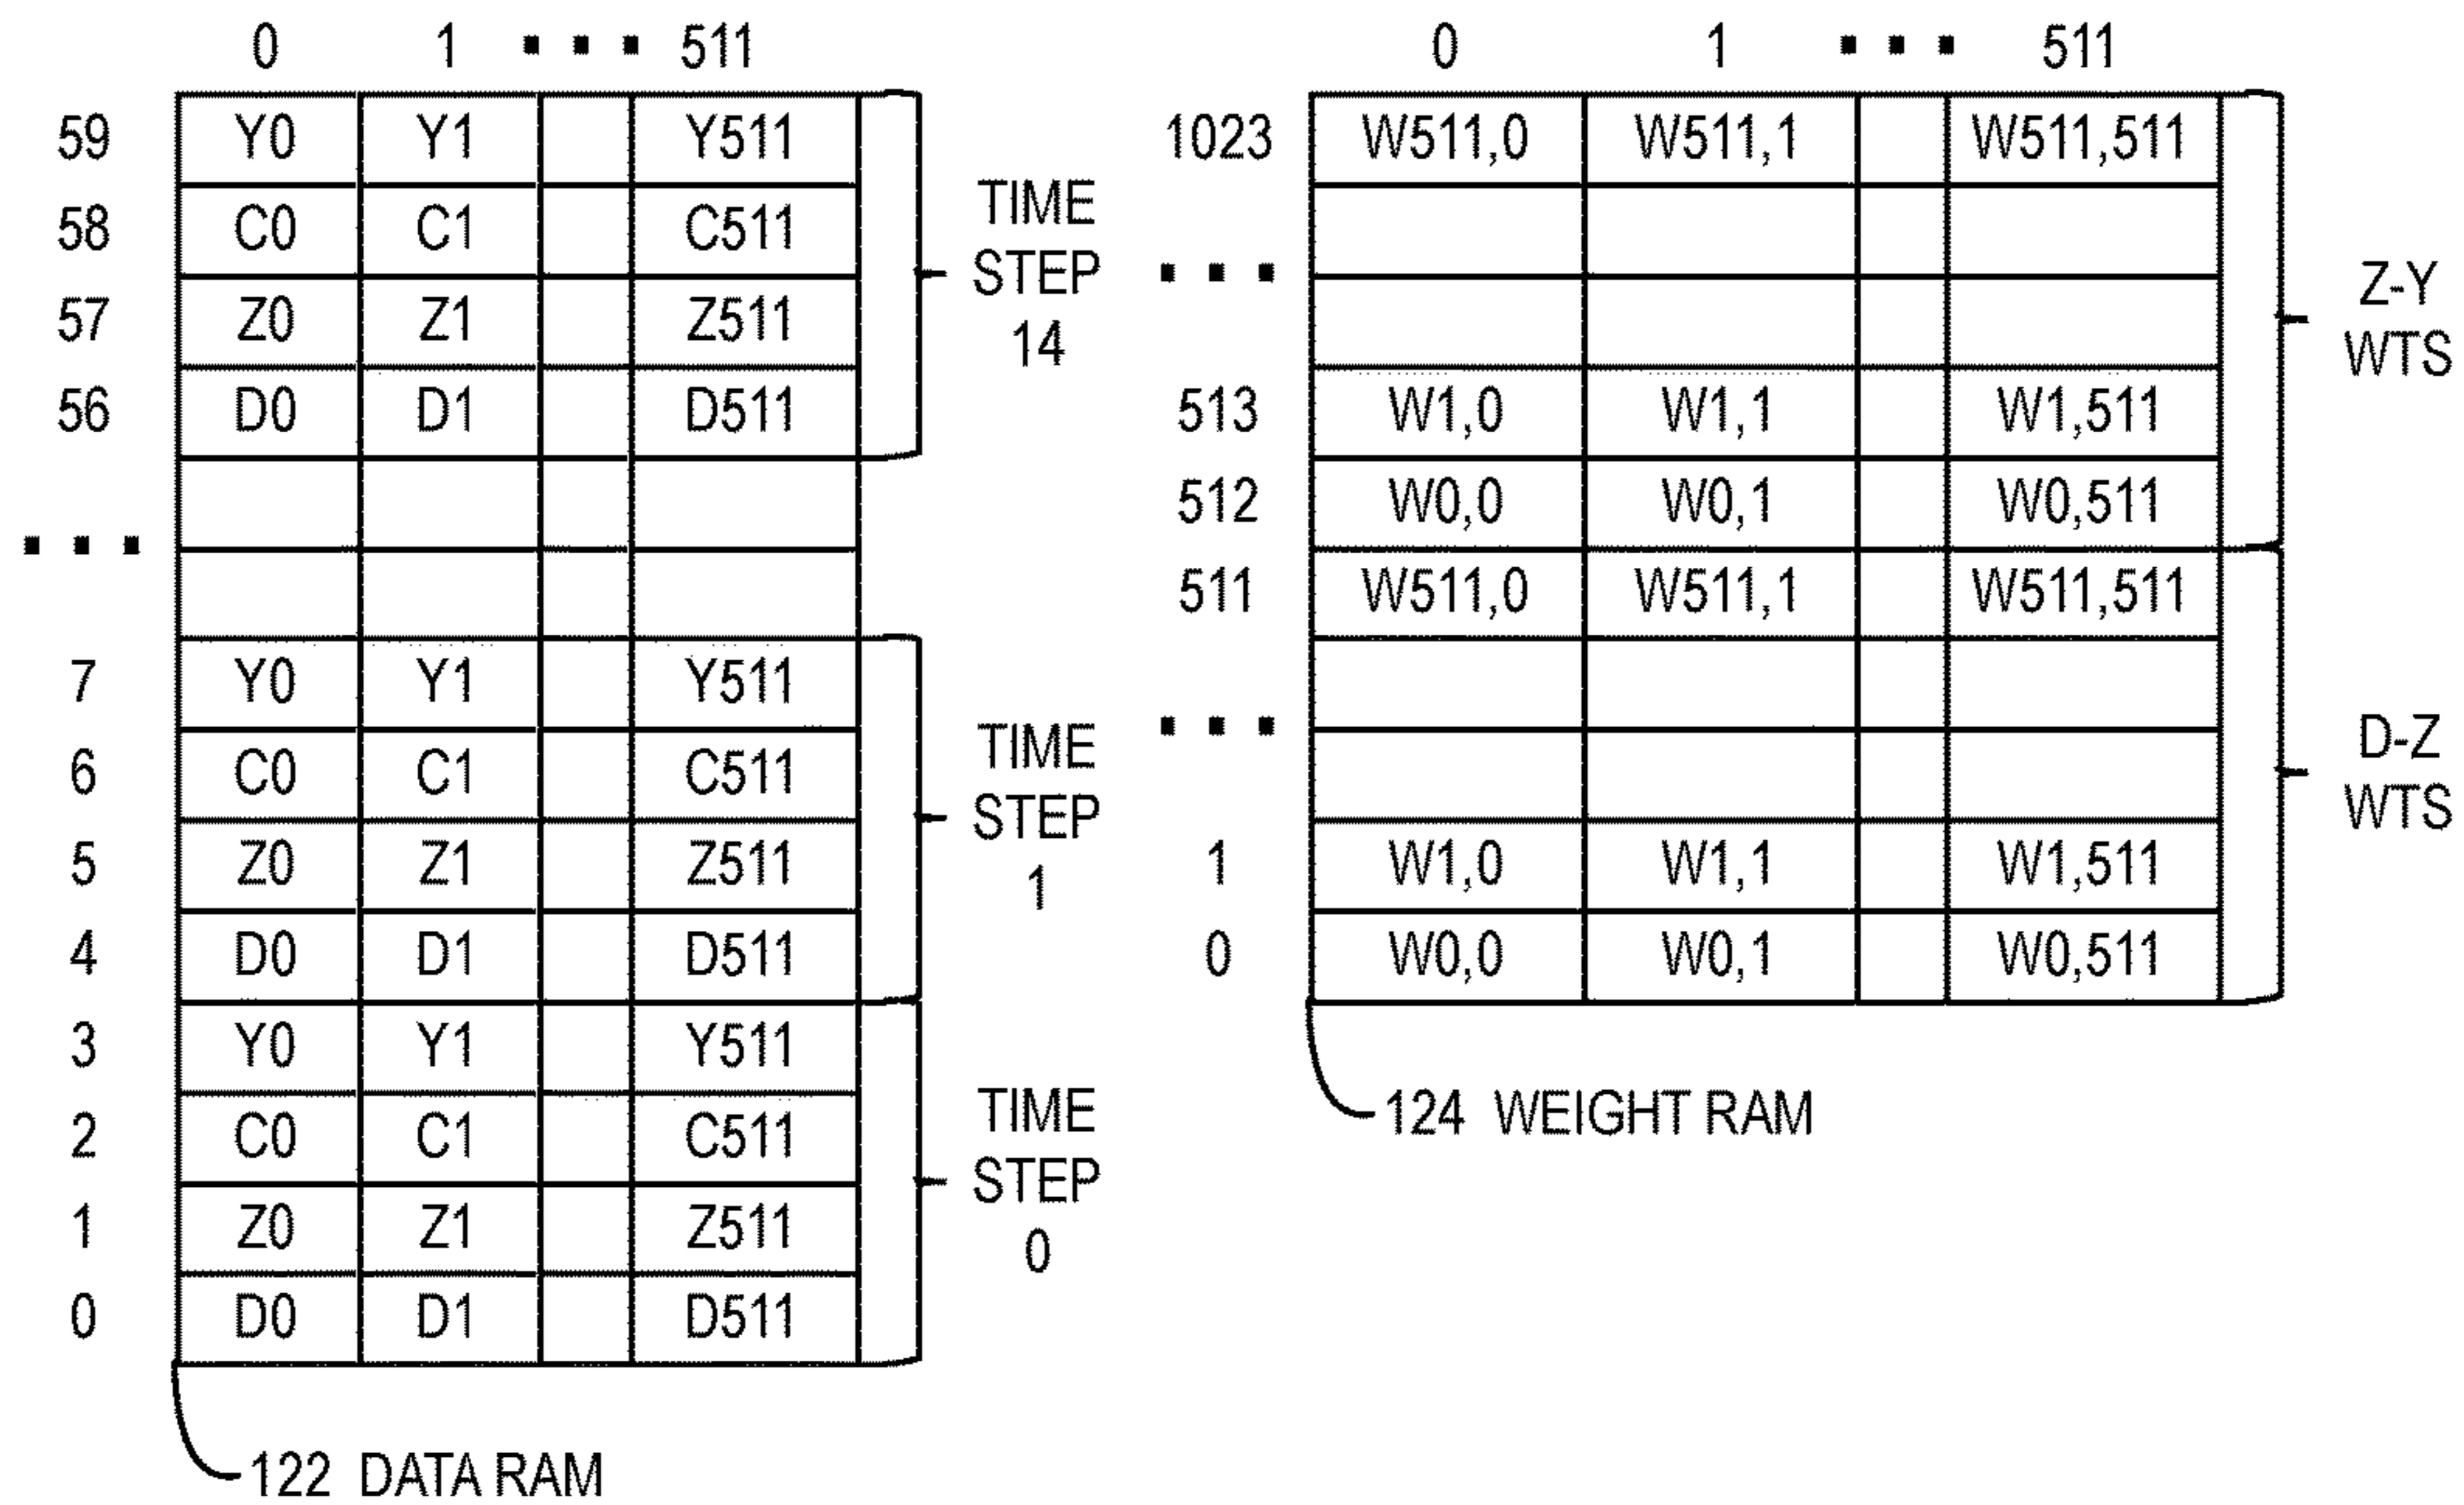 0 1 ▪ ▪ ▪ 511
59 Y0 Y1 Y511
58 C0 C1 C511
57 Z0 Z1 Z511
56 D0 D1 D511
▪ ▪ ▪
7 Y0 Y1 Y511
6 C0 C1 C511
5 Z0 Z1 Z511
4 D0 D1 D511
3 Y0 Y1 Y511
2 C0 C1 C511
1 Z0 Z1 Z511
0 D0 D1 D511
TIME
STEP
14
TIME
STEP
1
TIME
STEP
0
122 DATA RAM
0 1 ▪ ▪ ▪ 511
1023 W511,0 W511,1 W511,511
▪ ▪ ▪
513 W1,0 W1,1 W1,511
512 W0,0 W0,1 W0,511
511 W511,0 W511,1 W511,511
▪ ▪ ▪
1 W1,0 W1,1 W1,511
0 W0,0 W0,1 W0,511
Z-Y
WTS
D-Z
WTS
124 WEIGHT RAM